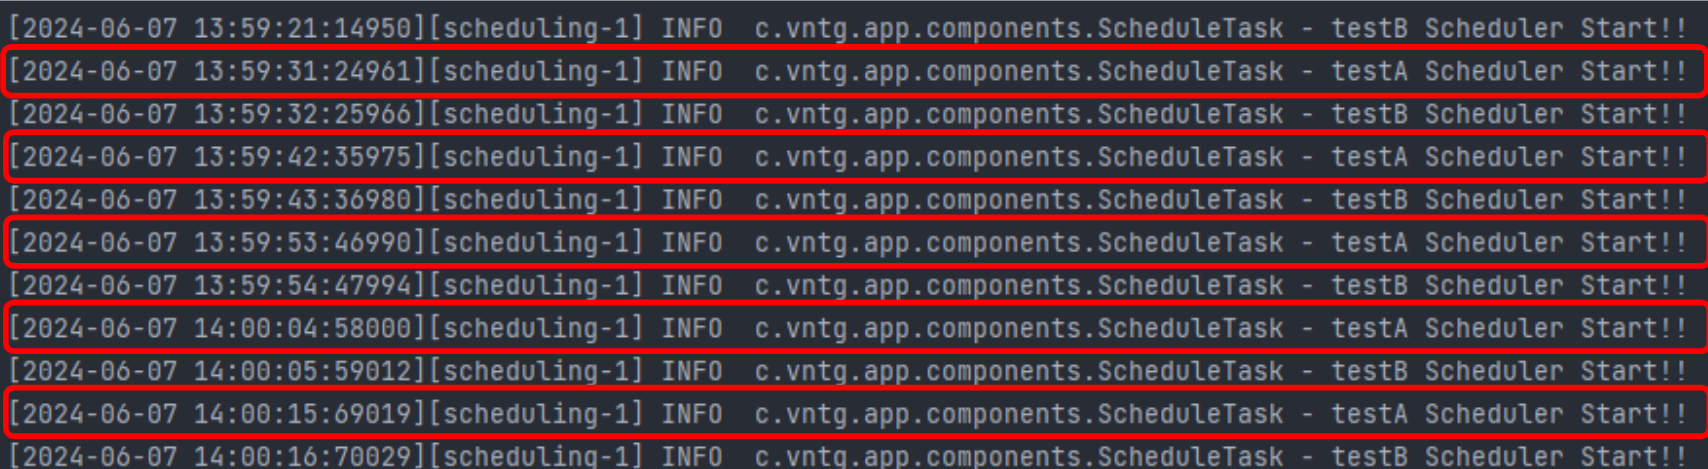 [2024-06-07 13:59:21:14950][scheduling-1] INFO  c.vntg.app.components.ScheduleTask - testB Scheduler Start!!
[2024-06-07 13:59:31:24961][scheduling-1] INFO  c.vntg.app.components.ScheduleTask - testA Scheduler Start!!
[2024-06-07 13:59:32:25966][scheduling-1] INFO  c.vntg.app.components.ScheduleTask - testB Scheduler Start!!
[2024-06-07 13:59:42:35975][scheduling-1] INFO  c.vntg.app.components.ScheduleTask - testA Scheduler Start!!
[2024-06-07 13:59:43:36980][scheduling-1] INFO  c.vntg.app.components.ScheduleTask - testB Scheduler Start!!
[2024-06-07 13:59:53:46990][scheduling-1] INFO  c.vntg.app.components.ScheduleTask - testA Scheduler Start!!
[2024-06-07 13:59:54:47994][scheduling-1] INFO  c.vntg.app.components.ScheduleTask - testB Scheduler Start!!
[2024-06-07 14:00:04:58000][scheduling-1] INFO  c.vntg.app.components.ScheduleTask - testA Scheduler Start!!
[2024-06-07 14:00:05:59012][scheduling-1] INFO  c.vntg.app.components.ScheduleTask - testB Scheduler Start!!
[2024-06-07 14:00:15:69019][scheduling-1] INFO  c.vntg.app.components.ScheduleTask - testA Scheduler Start!!
[2024-06-07 14:00:16:70029][scheduling-1] INFO  c.vntg.app.components.ScheduleTask - testB Scheduler Start!!